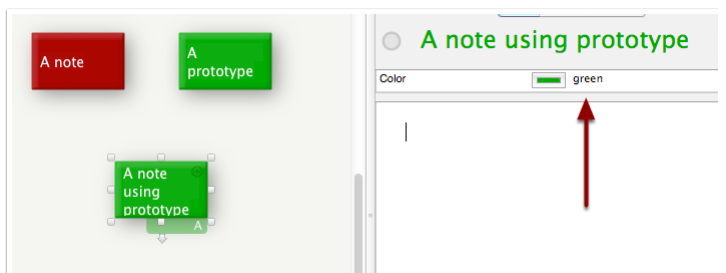 A note
A
prototype
A note
using
prototype
A
A note using prototype
Color
green